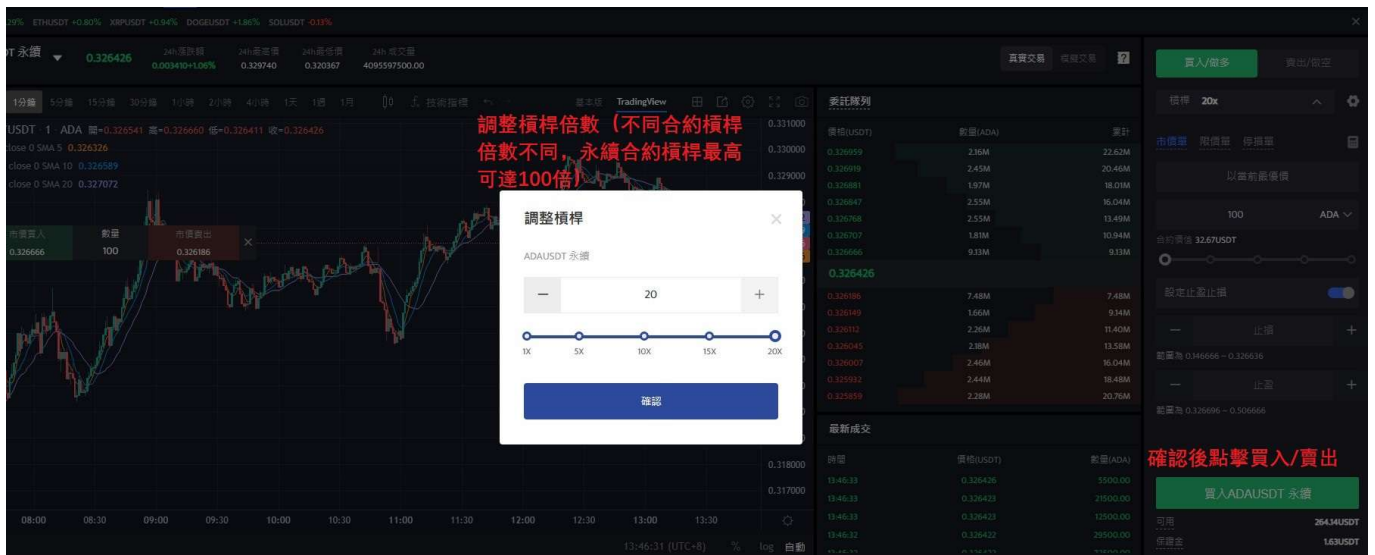 29% ETHUSDT +0.80% XRPUSDT +0.94% DOGEUSDT +1.86% SOLUSDT -0.13%
DT 永續 0.326426
24h漲跌額 24h最高價 24h最低價 24h 成交量
0.003410+1.06% 0.329740 0.320367 4095597500.00
真實交易 模擬交易 ?
買入/做多 賣出/做空
1分鐘 5分鐘 15分鐘 30分鐘 1小時 2小時 4小時 1天 1週 1月 技術指標 基本版 TradingView
USDT · 1 · ADA 開=0.326541 高=0.326660 低=0.326411 收=0.326426
close 0 SMA 5 0.326326
close 0 SMA 10 0.326589
close 0 SMA 20 0.327072
調整槓桿倍數（不同合約槓桿
倍數不同，永續合約槓桿最高
可達100倍）
市價買入 數量 市價賣出
0.326666 100 0.326186
0.331000
0.330000
0.329000
0.318000
0.317000
調整槓桿
ADAUSDT 永續
20
1X 5X 10X 15X 20X
確認
08:00 08:30 09:00 09:30 10:00 10:30 11:00 11:30 12:00 12:30 13:00 13:30
13:46:31 (UTC+8) % log 自動
委託隊列
價格(USDT) 數量(ADA) 累計
0.326959 2.16M 22.62M
0.326919 2.45M 20.46M
0.326881 1.97M 18.01M
0.326847 2.55M 16.04M
0.326768 2.55M 13.49M
0.326707 1.81M 10.94M
0.326666 9.13M 9.13M
0.326426
0.326186 7.48M 7.48M
0.326149 1.66M 9.14M
0.326112 2.26M 11.40M
0.326045 2.18M 13.58M
0.326007 2.46M 16.04M
0.325932 2.44M 18.48M
0.325859 2.28M 20.76M
最新成交
時間 價格(USDT) 數量(ADA)
13:46:33 0.326426 5500.00
13:46:33 0.326423 21500.00
13:46:33 0.326423 12500.00
13:46:32 0.326422 29500.00
槓桿 20x
市價單 限價單 停損單
以當前最優價
100 ADA
合約價值 32.67USDT
設定止盈止損
止損
範圍為 0.146666 ~ 0.326636
止盈
範圍為 0.326696 ~ 0.506666
確認後點擊買入/賣出
買入ADAUSDT 永續
可用 264.14USDT
保證金 1.63USDT